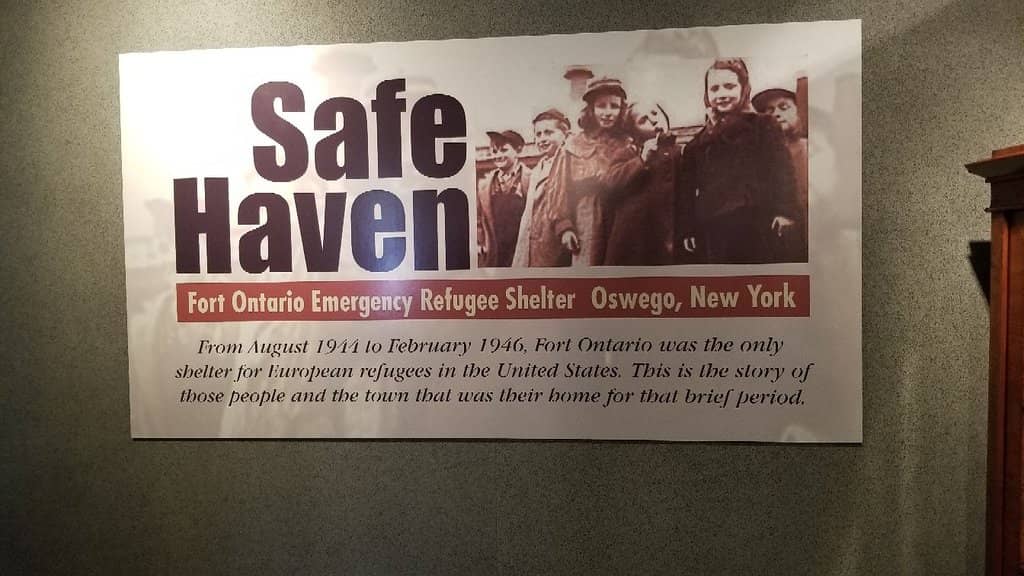 Safe
Haven
Fort Ontario Emergency Refugee Shelter Oswego, New York
From August 1944 to February 1946, Fort Ontario was the only
shelter for European refugees in the United States. This is the story of
those people and the town that was their home for that brief period.